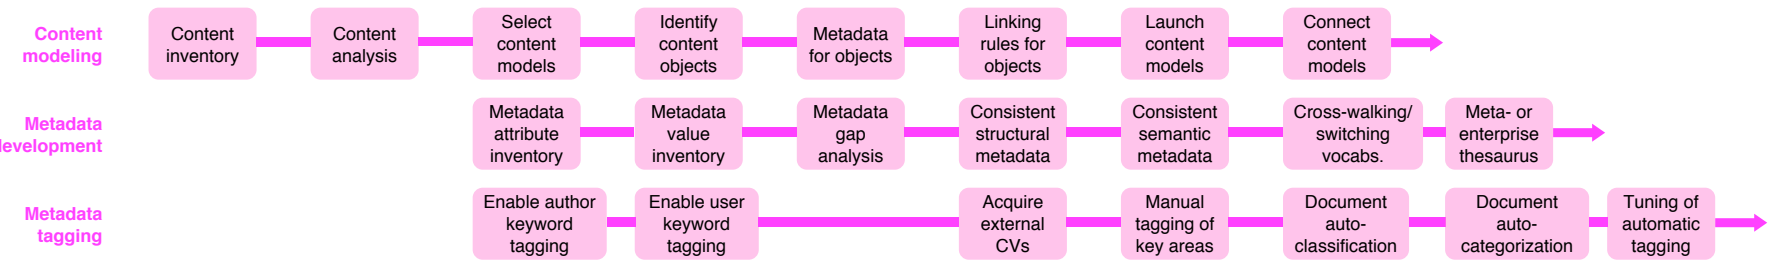 Content
modeling
Content
inventory
Content
analysis
Select
content
models
Identify
content
objects
Metadata
for objects
Linking
rules for
objects
Launch
content
models
Connect
content
models
Metadata
development
Metadata
attribute
inventory
Metadata
value
inventory
Metadata
gap
analysis
Consistent
structural
metadata
Consistent
semantic
metadata
Cross-walking/
switching
vocabs.
Meta- or
enterprise
thesaurus
Metadata
tagging
Enable author
keyword
tagging
Enable user
keyword
tagging
Acquire
external
CVs
Manual
tagging of
key areas
Document
auto-
classification
Document
auto-
categorization
Tuning of
automatic
tagging